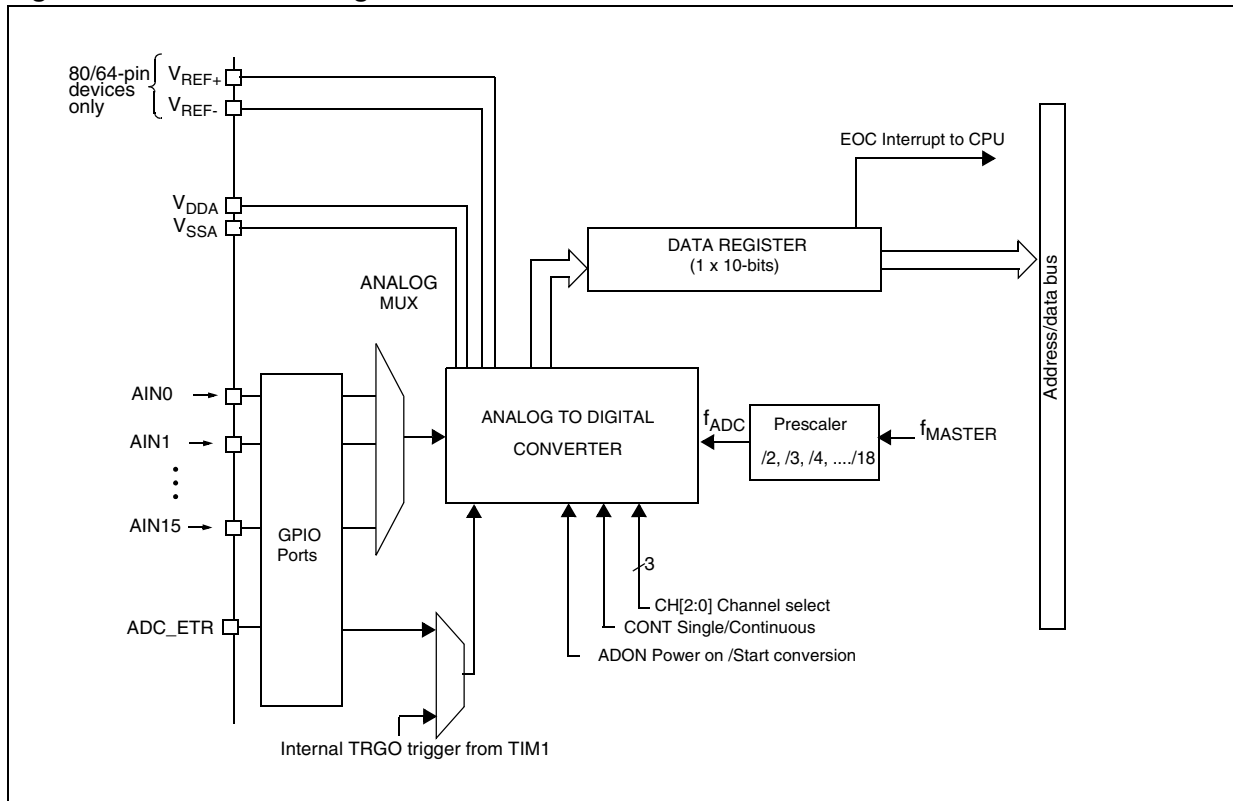 80/64-pin
devices
only
VREF+
VREF-
EOC Interrupt to CPU
VDDA
VSSA
DATA REGISTER
(1 x 10-bits)
ANALOG
MUX
Address/data bus
AIN0
AIN1
AIN15
GPIO
Ports
ANALOG TO DIGITAL
CONVERTER
fADC
Prescaler
/2, /3, /4, ..../18
fMASTER
3
CH[2:0] Channel select
CONT Single/Continuous
ADON Power on /Start conversion
ADC_ETR
Internal TRGO trigger from TIM1